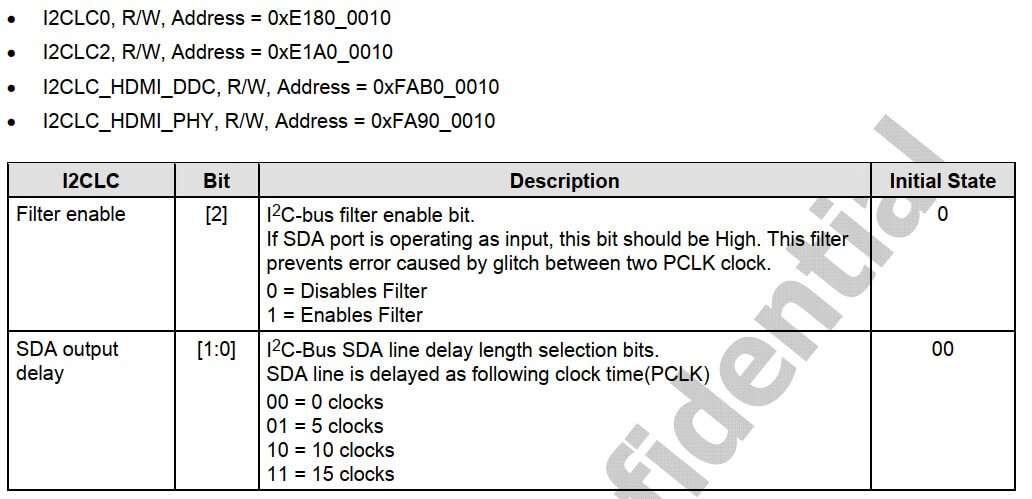 • I2CLC0, R/W, Address = 0xE180_0010
• I2CLC2, R/W, Address = 0xE1A0_0010
• I2CLC_HDMI_DDC, R/W, Address = 0xFAB0_0010
• I2CLC_HDMI_PHY, R/W, Address = 0xFA90_0010
I2CLC Bit Description Initial State
Filter enable [2] I2C-bus filter enable bit. 0
If SDA port is operating as input, this bit should be High. This filter
prevents error caused by glitch between two PCLK clock.
0 = Disables Filter
1 = Enables Filter
SDA output [1:0] I2C-Bus SDA line delay length selection bits. 00
delay SDA line is delayed as following clock time(PCLK)
00 = 0 clocks
01 = 5 clocks
10 = 10 clocks
11 = 15 clocks
fidential